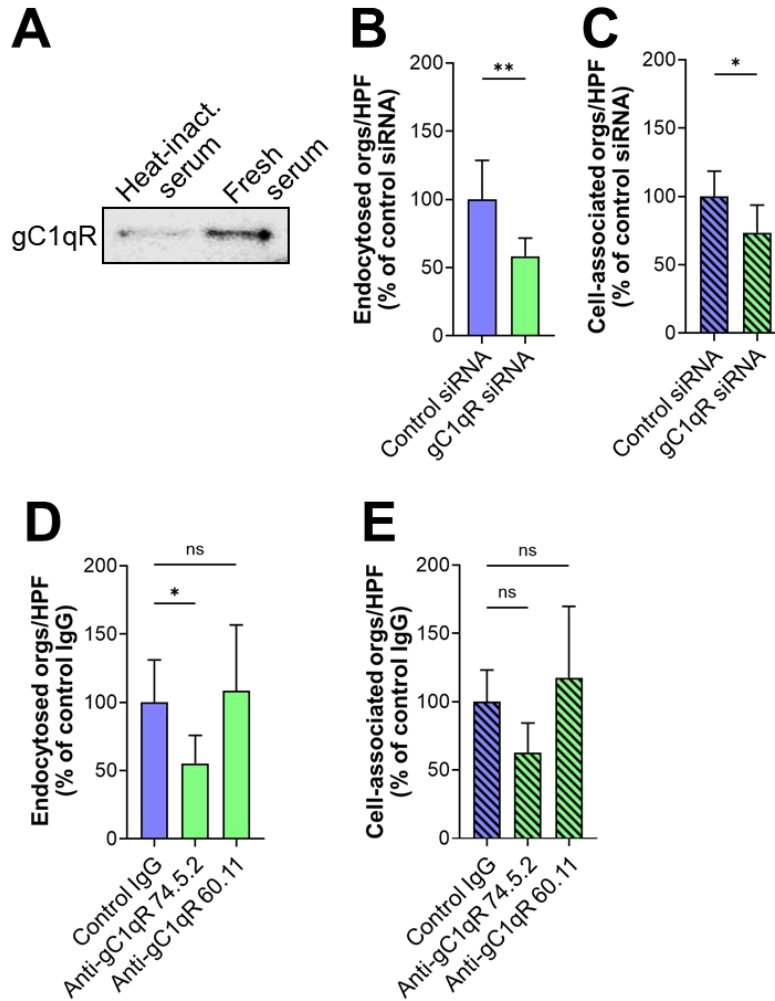 A
Heat-inact.
serum
Fresh
serum
gC1qR
B
Endocytosed orgs/HPF
(% of control siRNA)
200
150
100
50
0
**
Control siRNA
gC1qR siRNA
C
Cell-associated orgs/HPF
(% of control siRNA)
200
150
100
50
0
*
Control siRNA
gC1qR siRNA
D
Endocytosed orgs/HPF
(% of control IgG)
200
150
100
50
0
ns
*
Control IgG
Anti-gC1qR 74.5.2
Anti-gC1qR 60.11
E
Cell-associated orgs/HPF
(% of control IgG)
200
150
100
50
0
ns
ns
Control IgG
Anti-gC1qR 74.5.2
Anti-gC1qR 60.11